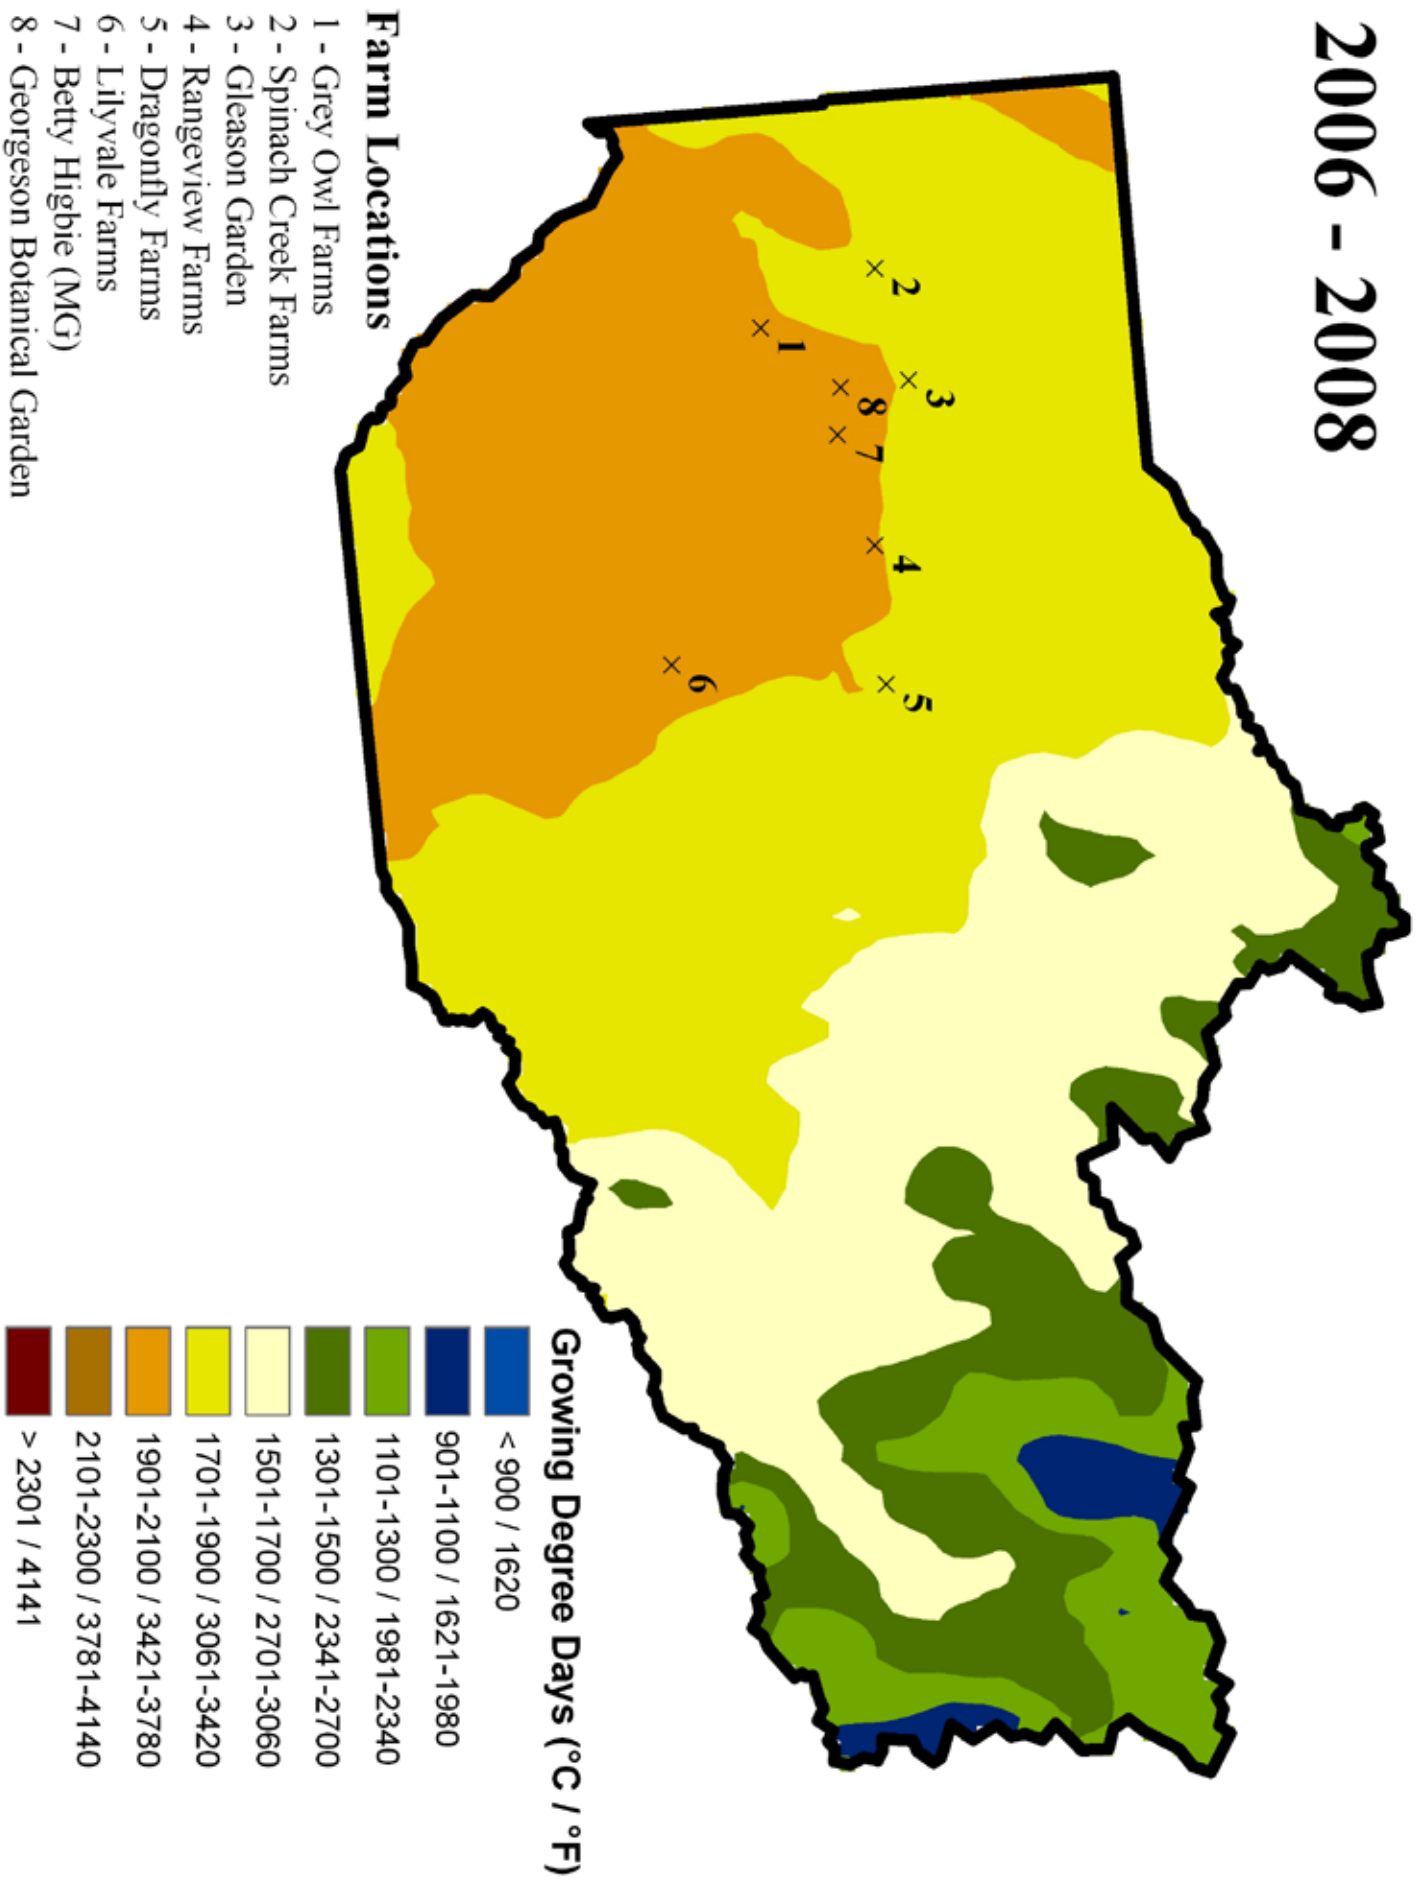 2006 - 2008
2
3
1
8
7
4
5
6
Farm Locations
1 - Grey Owl Farms
2 - Spinach Creek Farms
3 - Gleason Garden
4 - Rangeview Farms
5 - Dragonfly Farms
6 - Lilyvale Farms
7 - Betty Higbie (MG)
8 - Georgeson Botanical Garden
Growing Degree Days (°C / °F)
< 900 / 1620
901-1100 / 1621-1980
1101-1300 / 1981-2340
1301-1500 / 2341-2700
1501-1700 / 2701-3060
1701-1900 / 3061-3420
1901-2100 / 3421-3780
2101-2300 / 3781-4140
> 2301 / 4141